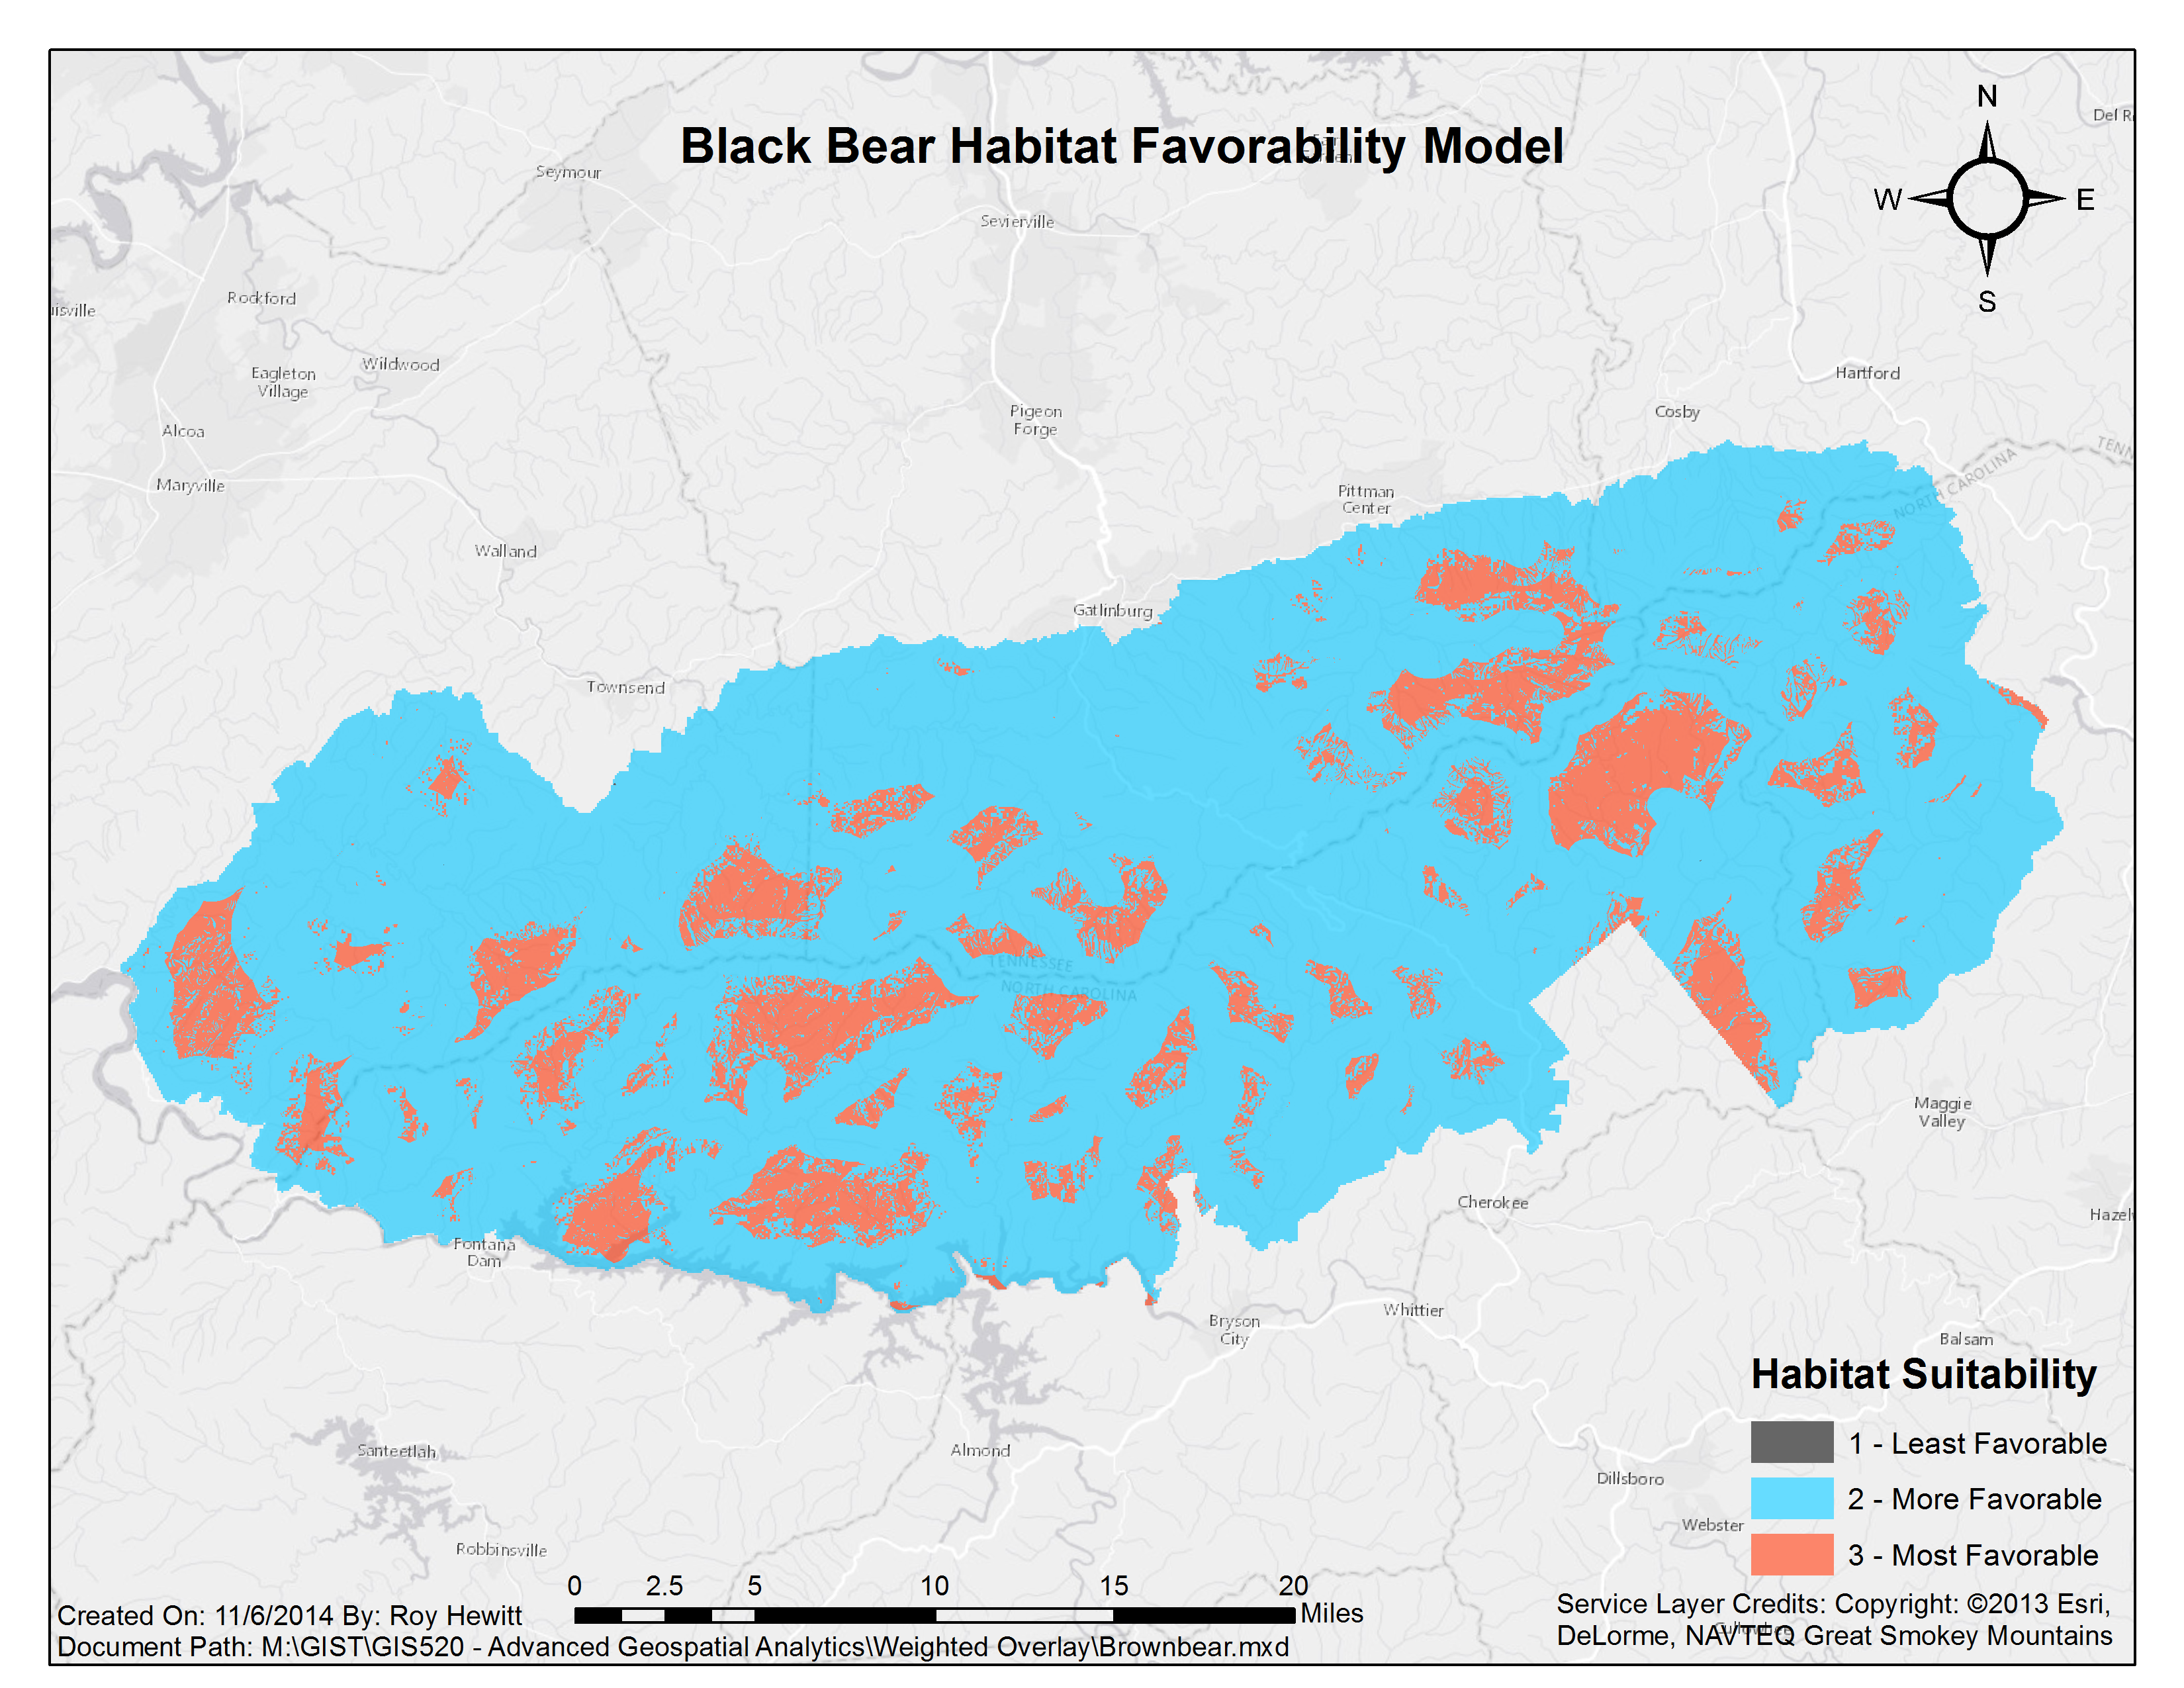 N
Del R
Black Bear Habitat Favorability Model
Seymour
W
E
Sevierville
Rockford
S
isville
Wildwood
Eagleton
Village
Hartford
Pigeon
Forge
Cosby
Alcoa
TENN
NORTH CAROLINA
Maryville
Pittman
Center
Walland
Gatlinburg
Townsend
TENNESSEE
NORTH CAROLINA
Maggie
Valley
Cherokee
Hazel
Fontana
Dam
Bryson
City
Whittier
Balsam
Habitat Suitability
1 - Least Favorable
2 - More Favorable
3 - Most Favorable
Santeetlah
Almond
Dillsboro
Webster
Robbinsville
0 2.5 5 10 15 20
Miles
Created On: 11/6/2014 By: Roy Hewitt
Document Path: M:\GIST\GIS520 - Advanced Geospatial Analytics\Weighted Overlay\Brownbear.mxd
Service Layer Credits: Copyright: ©2013 Esri,
DeLorme, NAVTEQ Great Smokey Mountains